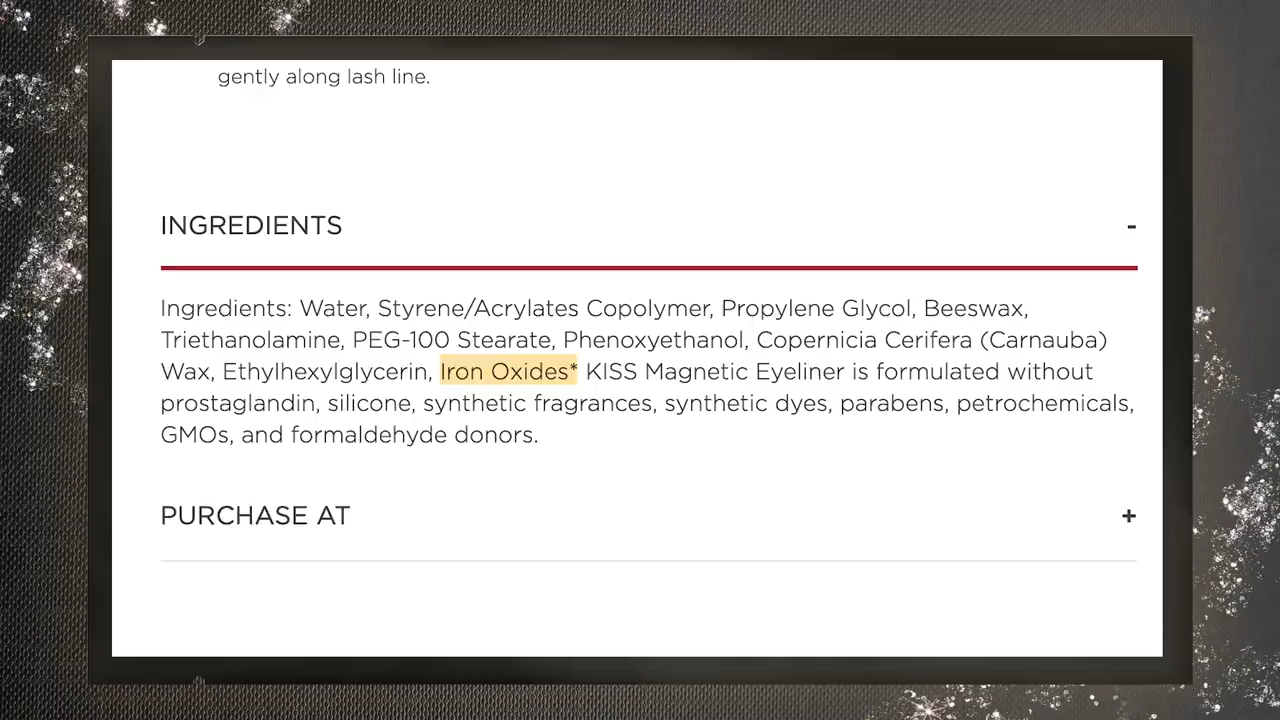 gently along lash line.
INGREDIENTS -
Ingredients: Water, Styrene/Acrylates Copolymer, Propylene Glycol, Beeswax,
Triethanolamine, PEG-100 Stearate, Phenoxyethanol, Copernicia Cerifera (Carnauba)
Wax, Ethylhexylglycerin, Iron Oxides* KISS Magnetic Eyeliner is formulated without
prostaglandin, silicone, synthetic fragrances, synthetic dyes, parabens, petrochemicals,
GMOs, and formaldehyde donors.
PURCHASE AT +